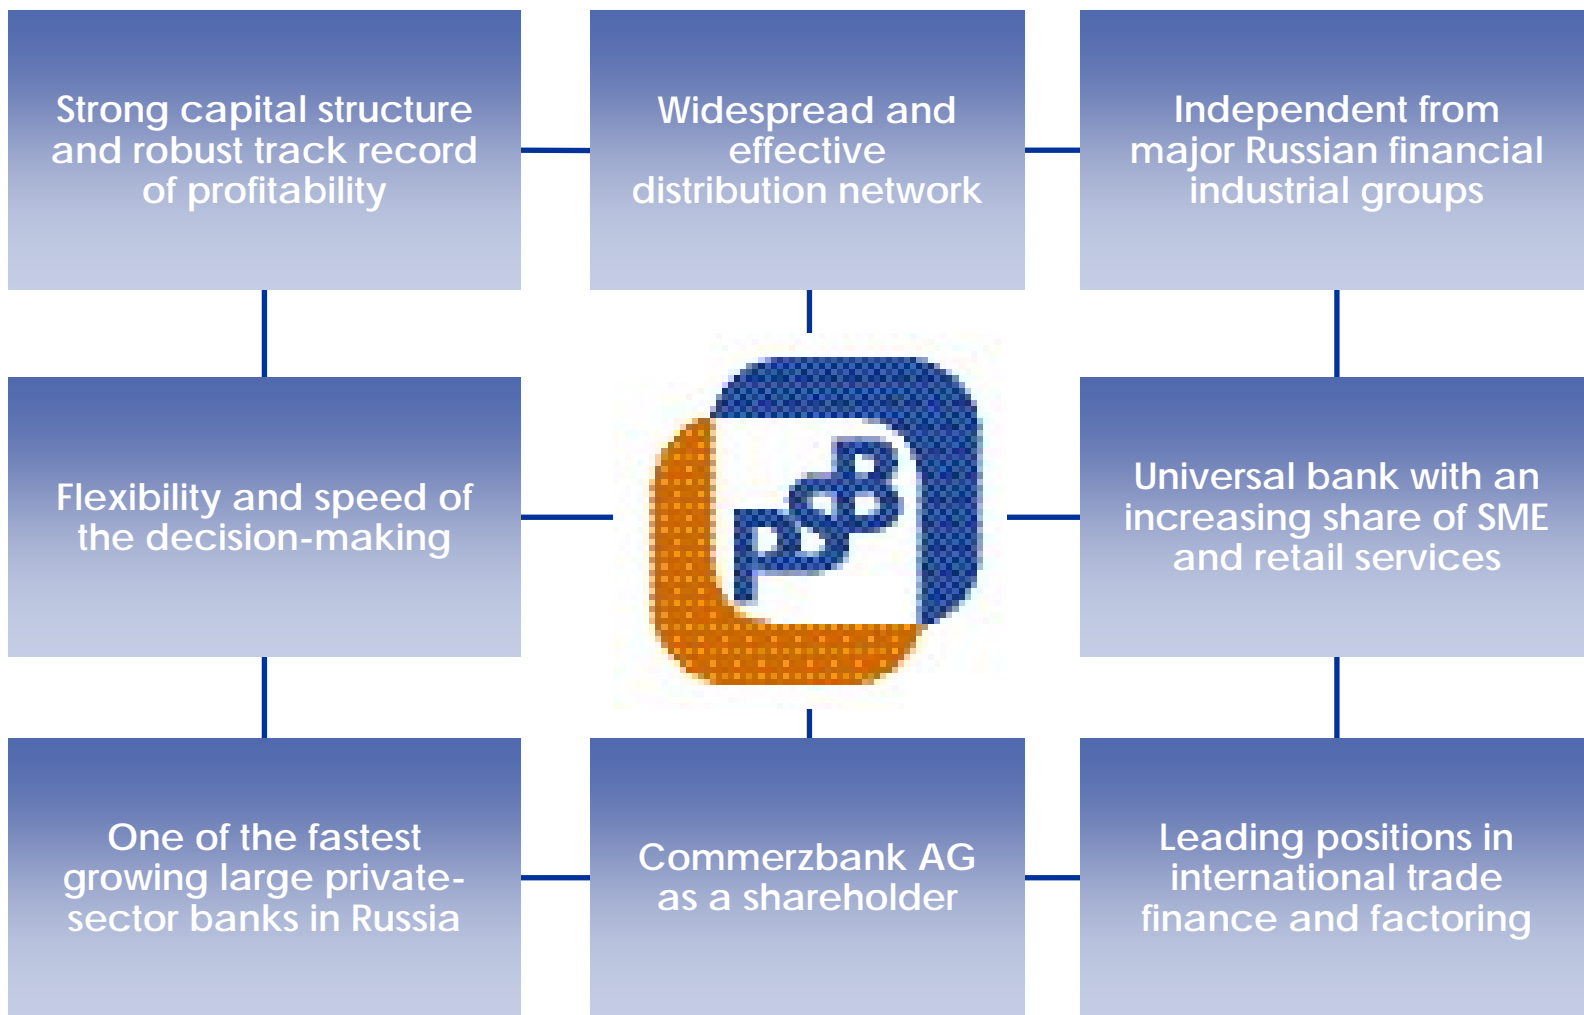 Strong capital structure
and robust track record
of profitability
Widespread and
effective
distribution network
Independent from
major Russian financial
industrial groups
Flexibility and speed of
the decision-making
PSB
Universal bank with an
increasing share of SME
and retail services
One of the fastest
growing large private-
sector banks in Russia
Commerzbank AG
as a shareholder
Leading positions in
international trade
finance and factoring